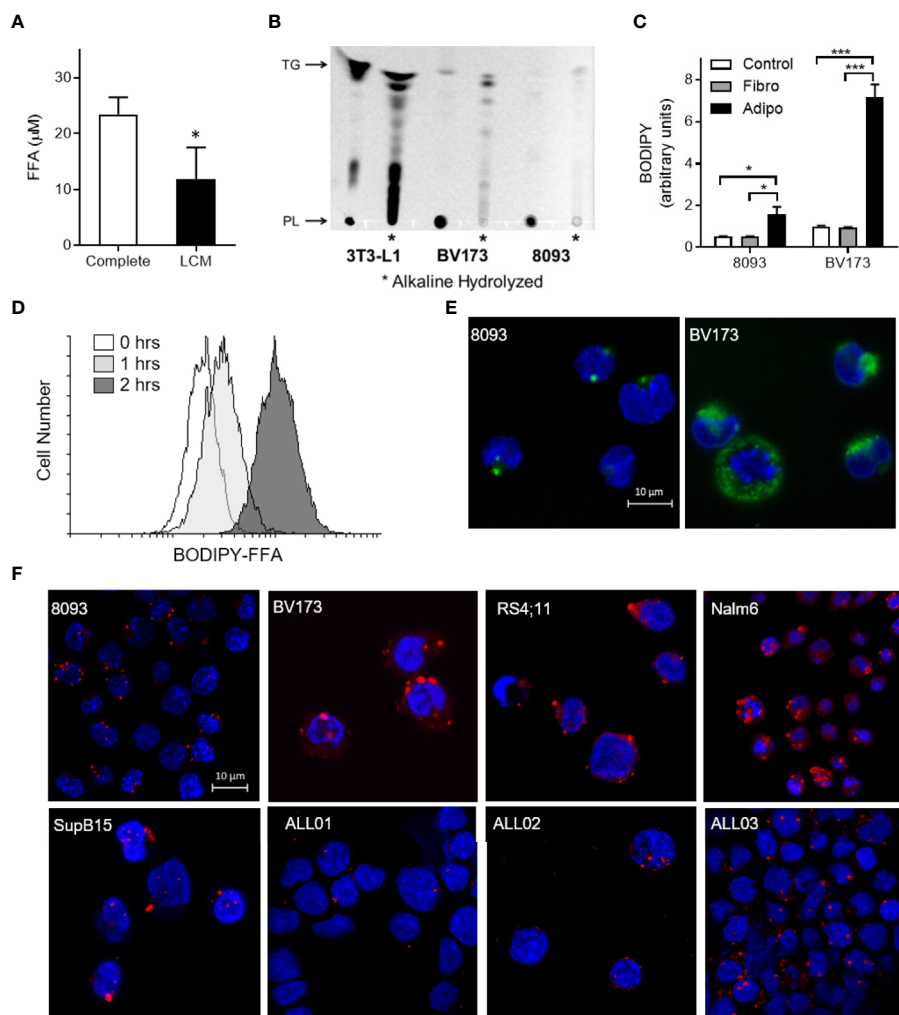 A
FFA (μM)
30
20
10
0
*
Complete
LCM
B
TG
PL
* * *
3T3-L1 BV173 8093
* Alkaline Hydrolyzed
C
BODIPY
(arbitrary units)
8
6
4
2
0
Control
Fibro
Adipo
***
***
*
*
8093
BV173
D
0 hrs
1 hrs
2 hrs
Cell Number
BODIPY-FFA
E
8093
10 μm
BV173
F
8093
10 μm
BV173
RS4;11
Nalm6
SupB15
ALL01
ALL02
ALL03